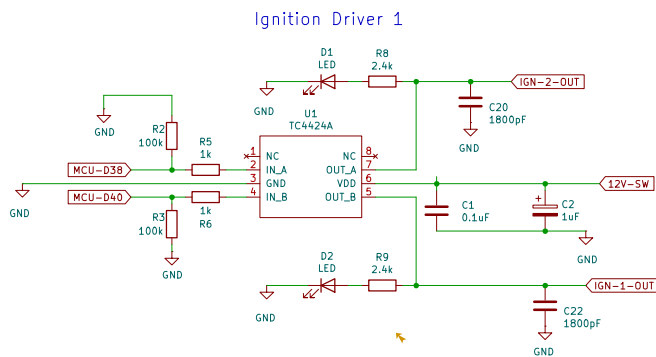 Ignition Driver 1
D1
LED
R8
2.4k
IGN-2-OUT
GND
C20
1800pF
GND
GND
R2
100k
R5
1k
U1
TC4424A
MCU-D38
1
NC
NC
8
2
IN_A
OUT_A
7
3
GND
VDD
6
4
IN_B
OUT_B
5
12V-SW
GND
MCU-D40
1k
R6
R3
100k
GND
C1
0.1uF
+
C2
1uF
GND
D2
LED
R9
2.4k
IGN-1-OUT
GND
C22
1800pF
GND